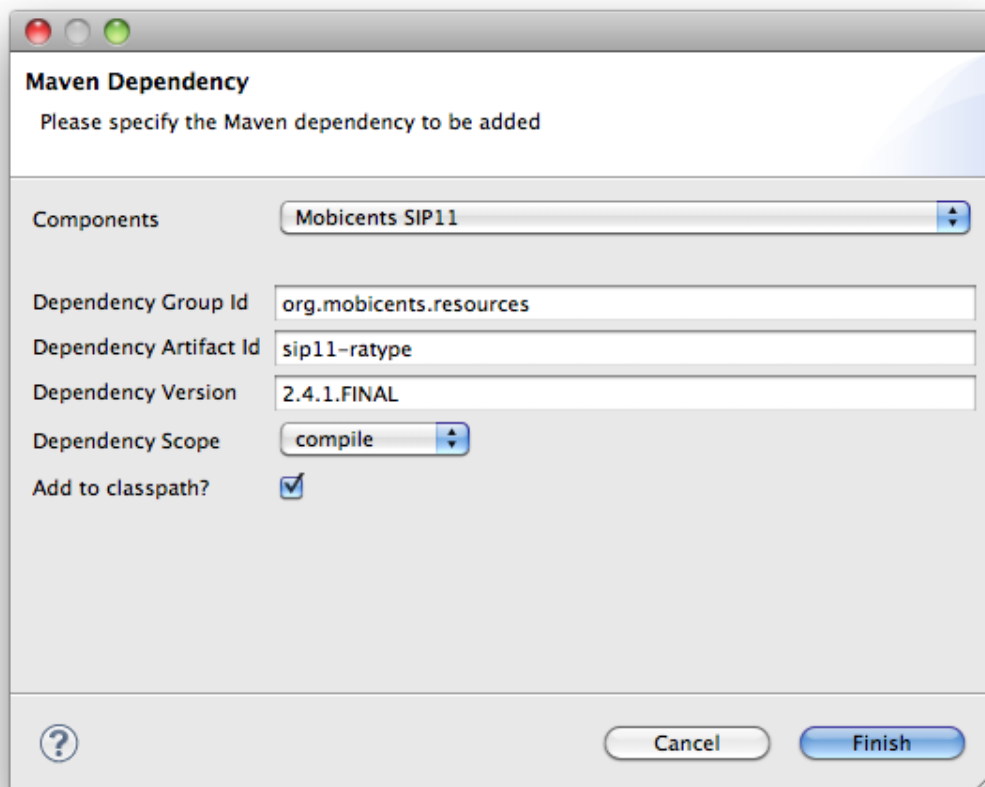 Maven Dependency
Please specify the Maven dependency to be added
Components Mobicents SIP11
Dependency Group Id org.mobicents.resources
Dependency Artifact Id sip11-ratype
Dependency Version 2.4.1.FINAL
Dependency Scope compile
Add to classpath?
? Cancel Finish